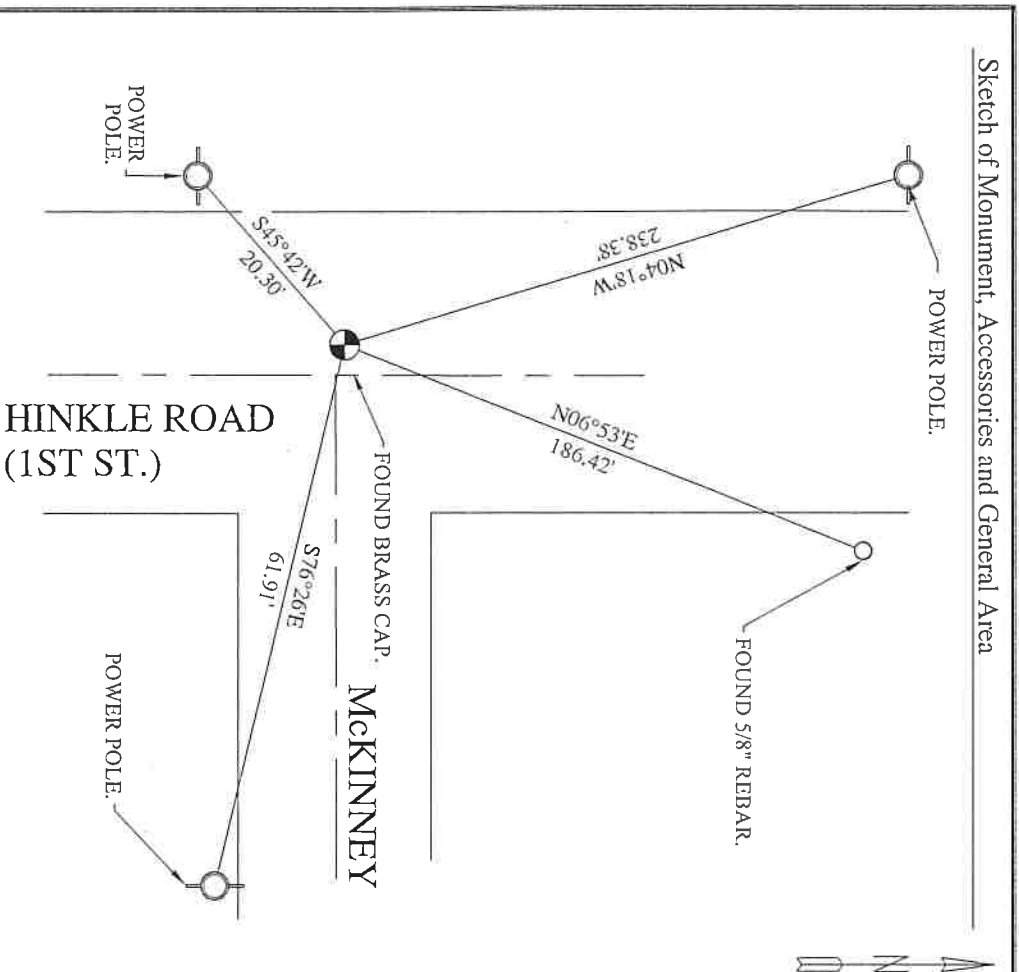 Sketch of Monument, Accessories and General Area
POWER POLE.
N04°18'W
238.38'
N06°53'E
186.42'
FOUND 5/8" REBAR.
POWER
POLE.
S45°42'W
20.30'
FOUND BRASS CAP.
HINKLE ROAD
(1ST ST.)
McKINNEY
S76°26'E
61.91'
POWER POLE.
N